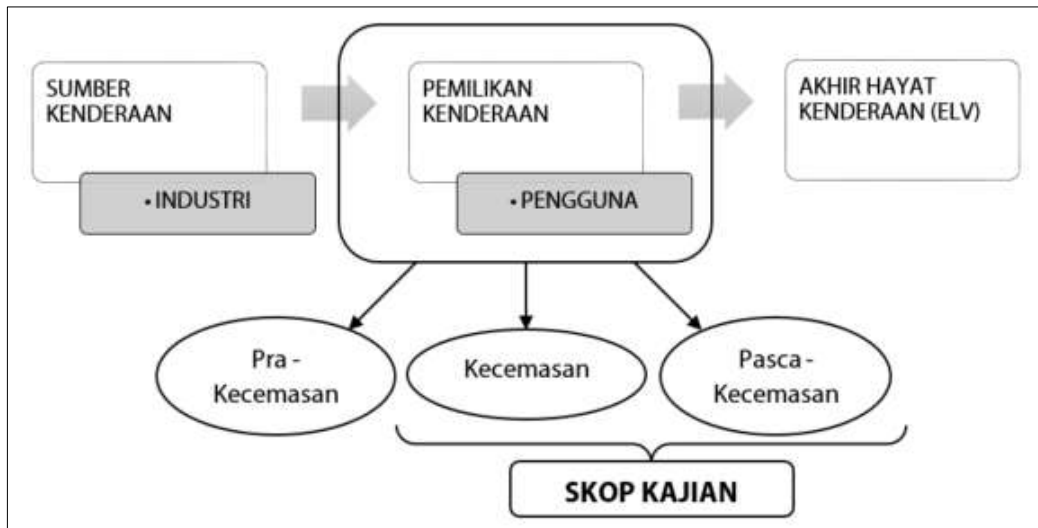 SUMBER
KENDERAAN
• INDUSTRI
PEMILIKAN
KENDERAAN
• PENGGUNA
AKHIR HAYAT
KENDERAAN (ELV)
Pra -
Kecemasan
Kecemasan
Pasca -
Kecemasan
SKOP KAJIAN